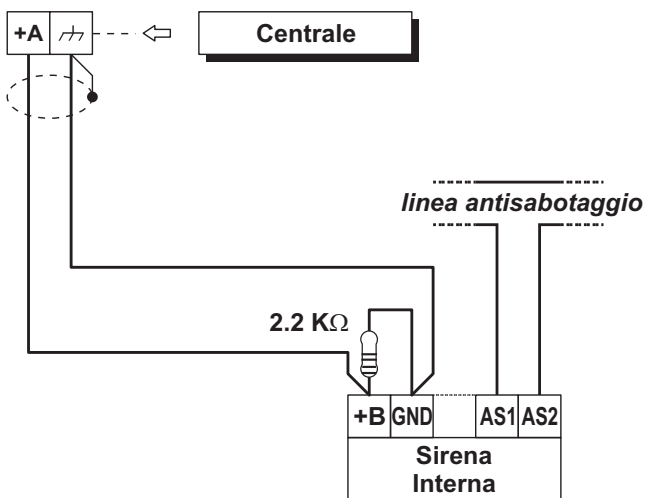 +A
Centrale
linea antisabotaggio
2.2 KΩ
+B GND AS1 AS2
Sirena
Interna